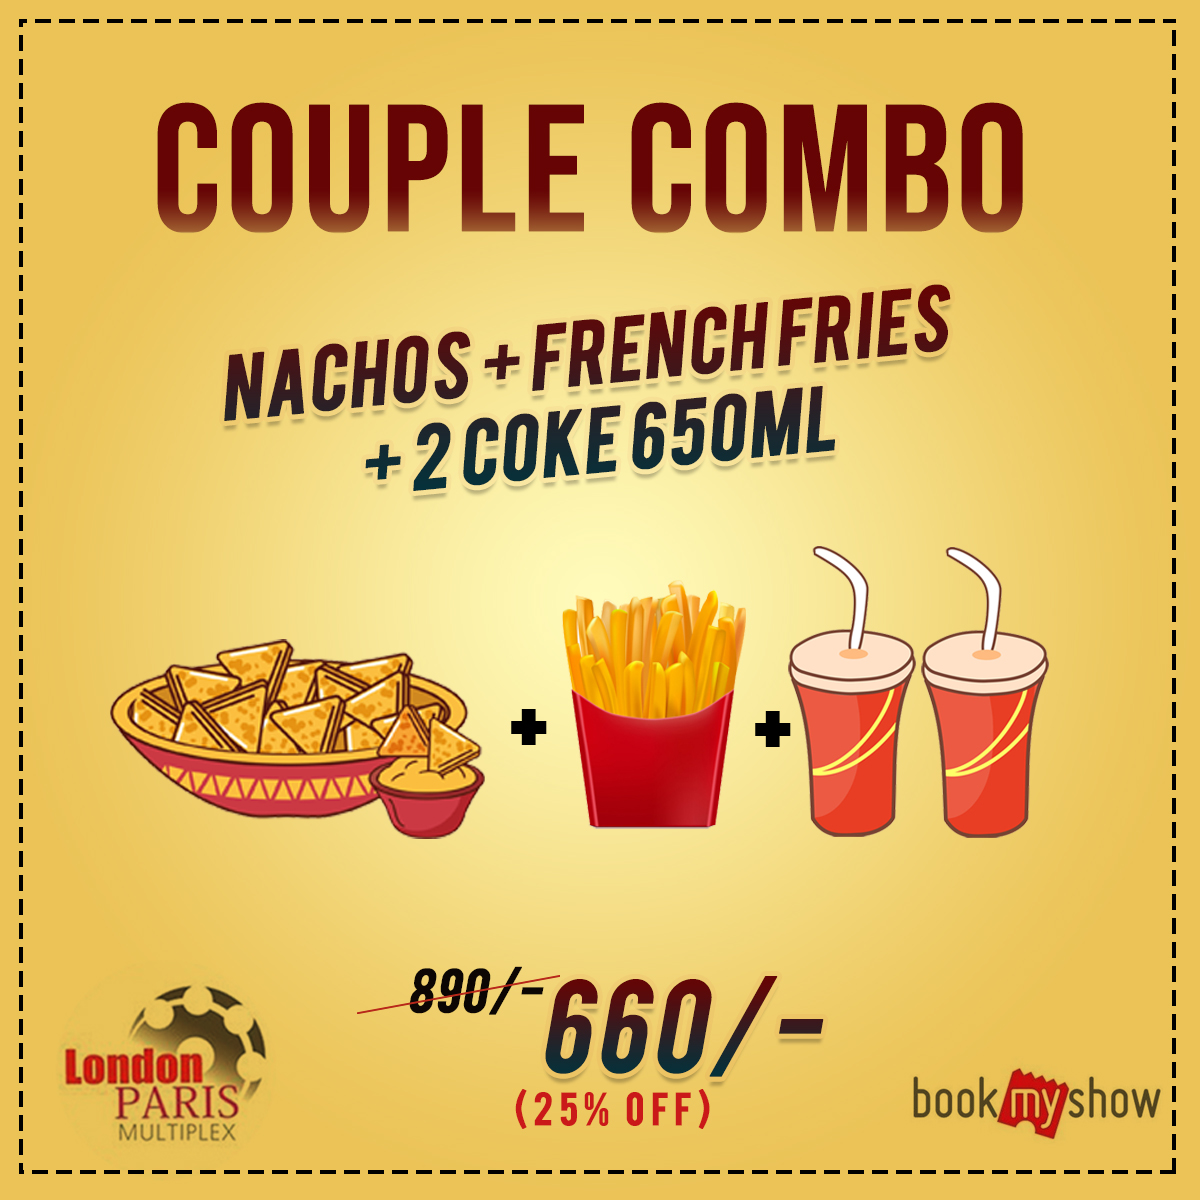 COUPLE COMBO
NACHOS + FRENCH FRIES
+ 2 COKE 650ML
890/- 660/-
(25% OFF)
London
PARIS
MULTIPLEX
bookmyshow